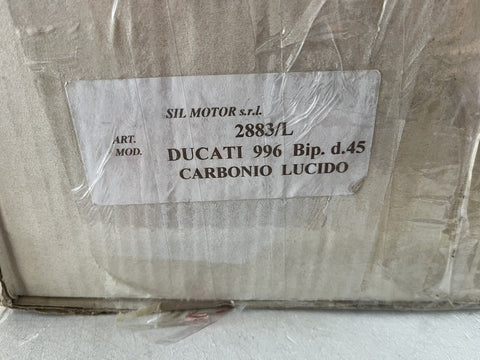 SIL MOTOR s.r.l.
ART. 2883/L
MOD. DUCATI 996 Bip. d.45
CARBONIO LUCIDO